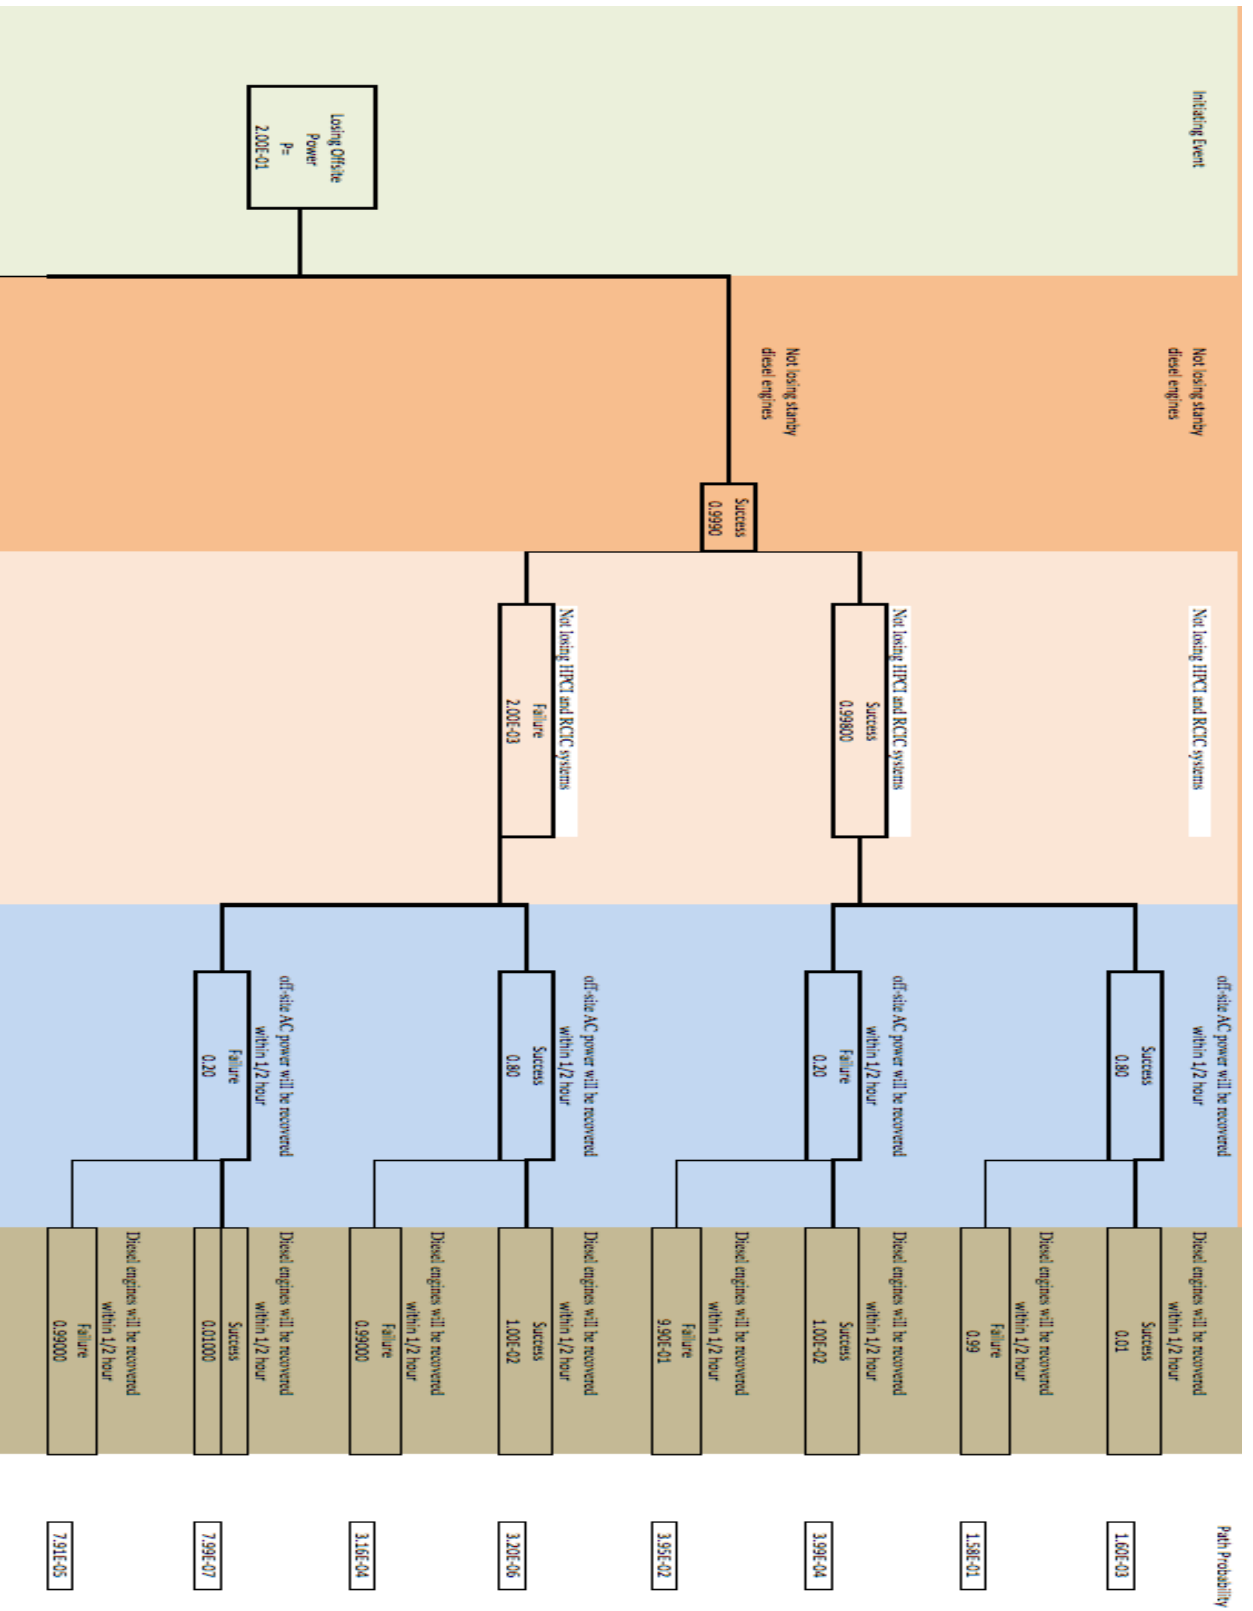 Initiating Event
Not losing stanby
diesel engines
Not losing HPCI and RCIC systems
off-site AC power will be recovered
within 1/2 hour
Success
0.80
Diesel engines will be recovered
within 1/2 hour
Success
0.01
Path Probability
1.60E-03
Diesel engines will be recovered
within 1/2 hour
Failure
0.99
1.58E-01
Not losing HPCI and RCIC systems
Success
0.99800
off-site AC power will be recovered
within 1/2 hour
Failure
0.20
Diesel engines will be recovered
within 1/2 hour
Success
1.00E-02
3.99E-04
Not losing stanby
diesel engines
Success
0.9990
Diesel engines will be recovered
within 1/2 hour
Failure
9.90E-01
3.95E-02
Not losing HPCI and RCIC systems
Failure
2.00E-03
off-site AC power will be recovered
within 1/2 hour
Success
0.80
Diesel engines will be recovered
within 1/2 hour
Success
1.00E-02
3.20E-06
Losing Offsite
Power
P=
2.00E-01
Diesel engines will be recovered
within 1/2 hour
Failure
0.99000
3.16E-04
off-site AC power will be recovered
within 1/2 hour
Failure
0.20
Diesel engines will be recovered
within 1/2 hour
Success
0.01000
7.99E-07
Diesel engines will be recovered
within 1/2 hour
Failure
0.99000
7.91E-05